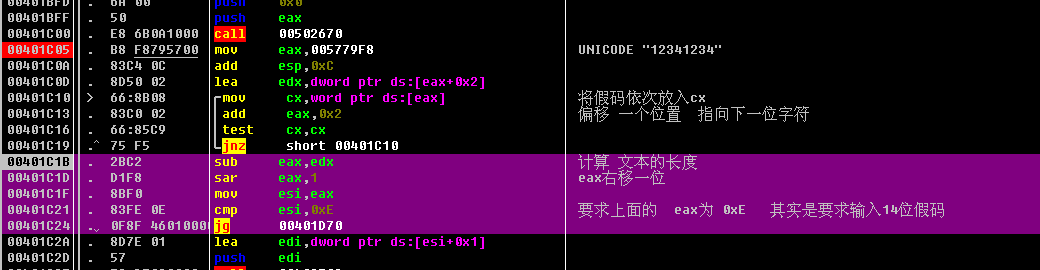 00401BFD . 6A 00 push 0x0
00401BFF . 50 push eax
00401C00 . E8 6B0A1000 call 00502670
00401C05 . B8 F8795700 mov eax,005779F8 UNICODE "12341234"
00401C0A . 83C4 0C add esp,0xC
00401C0D . 8D50 02 lea edx,dword ptr ds:[eax+0x2]
00401C10 > 66:8B08 mov cx,word ptr ds:[eax] 将假码依次放入cx
00401C13 . 83C0 02 add eax,0x2 偏移 一个位置 指向下一位字符
00401C16 . 66:85C9 test cx,cx
00401C19 .^ 75 F5 jnz short 00401C10
00401C1B . 2BC2 sub eax,edx 计算 文本的长度
00401C1D . D1F8 sar eax,1 eax右移一位
00401C1F . 8BF0 mov esi,eax
00401C21 . 83FE 0E cmp esi,0xE 要求上面的 eax为 0xE 其实是要求输入14位假码
00401C24 .v 0F8F 46010000 jg 00401D70
00401C2A . 8D7E 01 lea edi,dword ptr ds:[esi+0x1]
00401C2D . 57 push edi